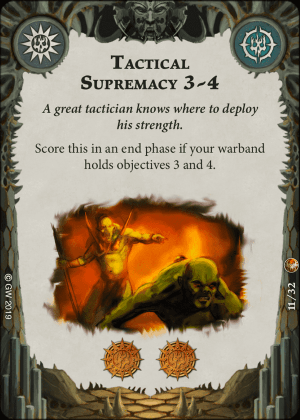 TACTICAL
SUPREMACY 3-4
A great tactician knows where to deploy
his strength.
Score this in an end phase if your warband
holds objectives 3 and 4.
© GW 2019
11/32